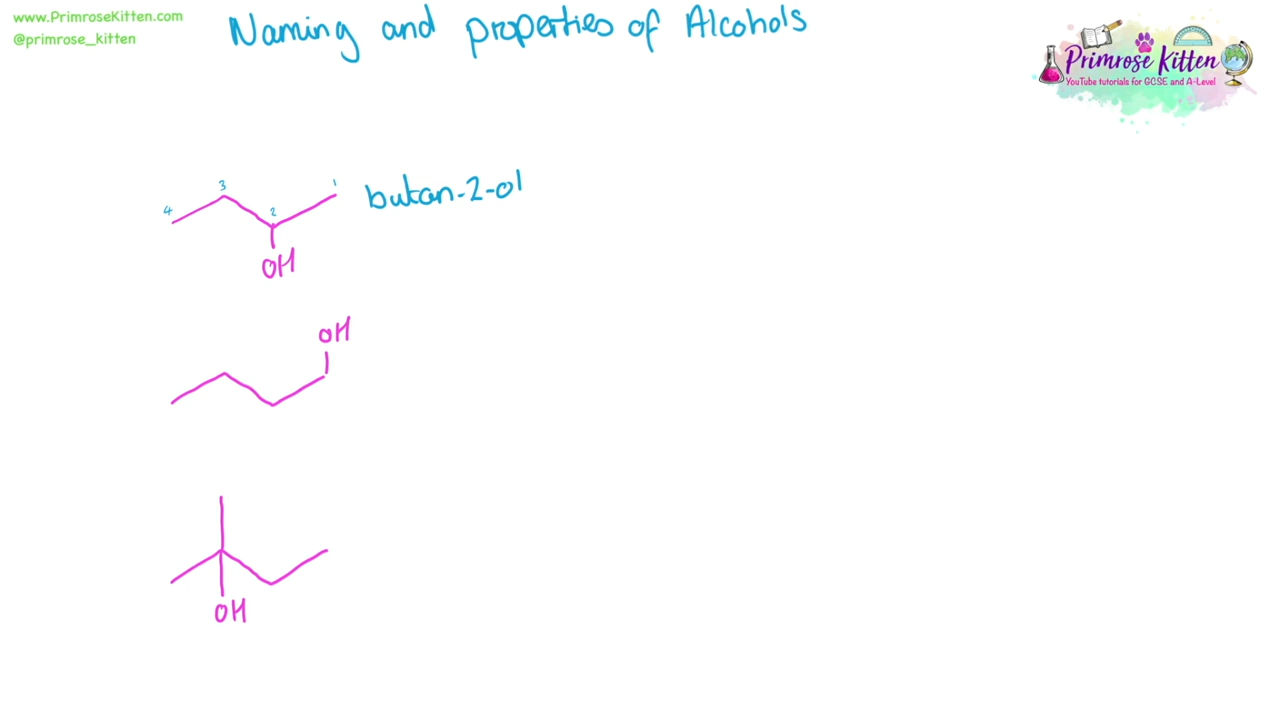 www.PrimroseKitten.com
@primrose_kitten
Naming and properties of Alcohols
Primrose Kitten
YouTube tutorials for GCSE and A-Level
4 3 2 1
butan-2-ol
OH
OH
OH